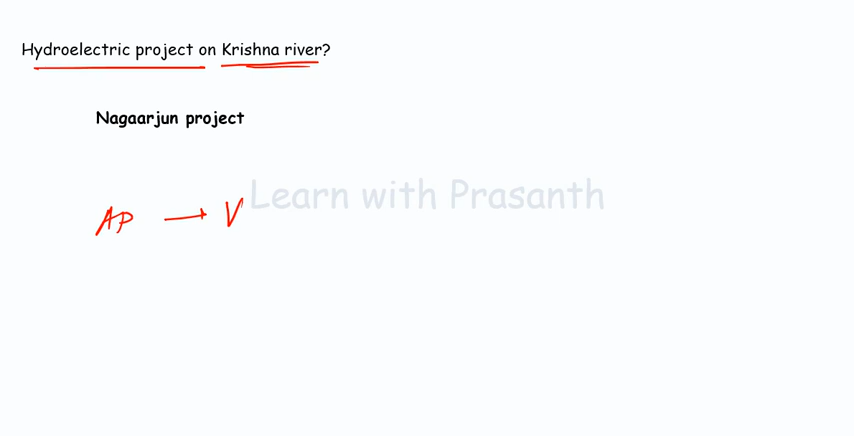 Hydroelectric project on Krishna river?
Nagaarjun project
Learn with Prasanth
AP → V